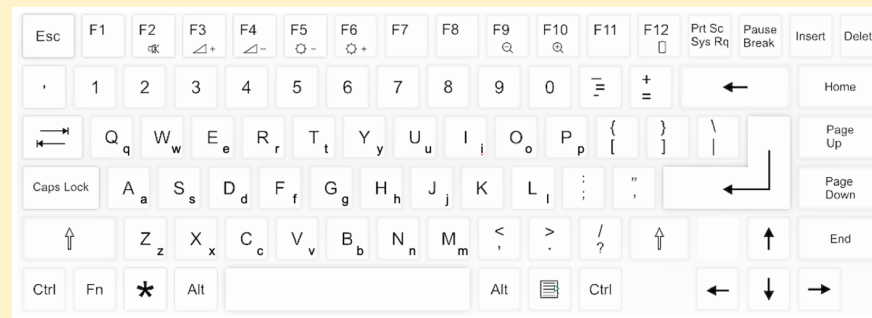 Esc F1 F2 F3 F4 F5 F6 F7 F8 F9 F10 F11 F12 Prt Sc Sys Rq Pause Break Insert Delet
' 1 2 3 4 5 6 7 8 9 0 = - + = Home
Q q W w E e R r T t Y y U u I i O o P p { [ } ] \ | Page Up
Caps Lock A a S s D d F f G g H h J j K L l : ; " , Page Down
Z z X x C c V v B b N n M m < , > . / ? End
Ctrl Fn * Alt Alt Ctrl